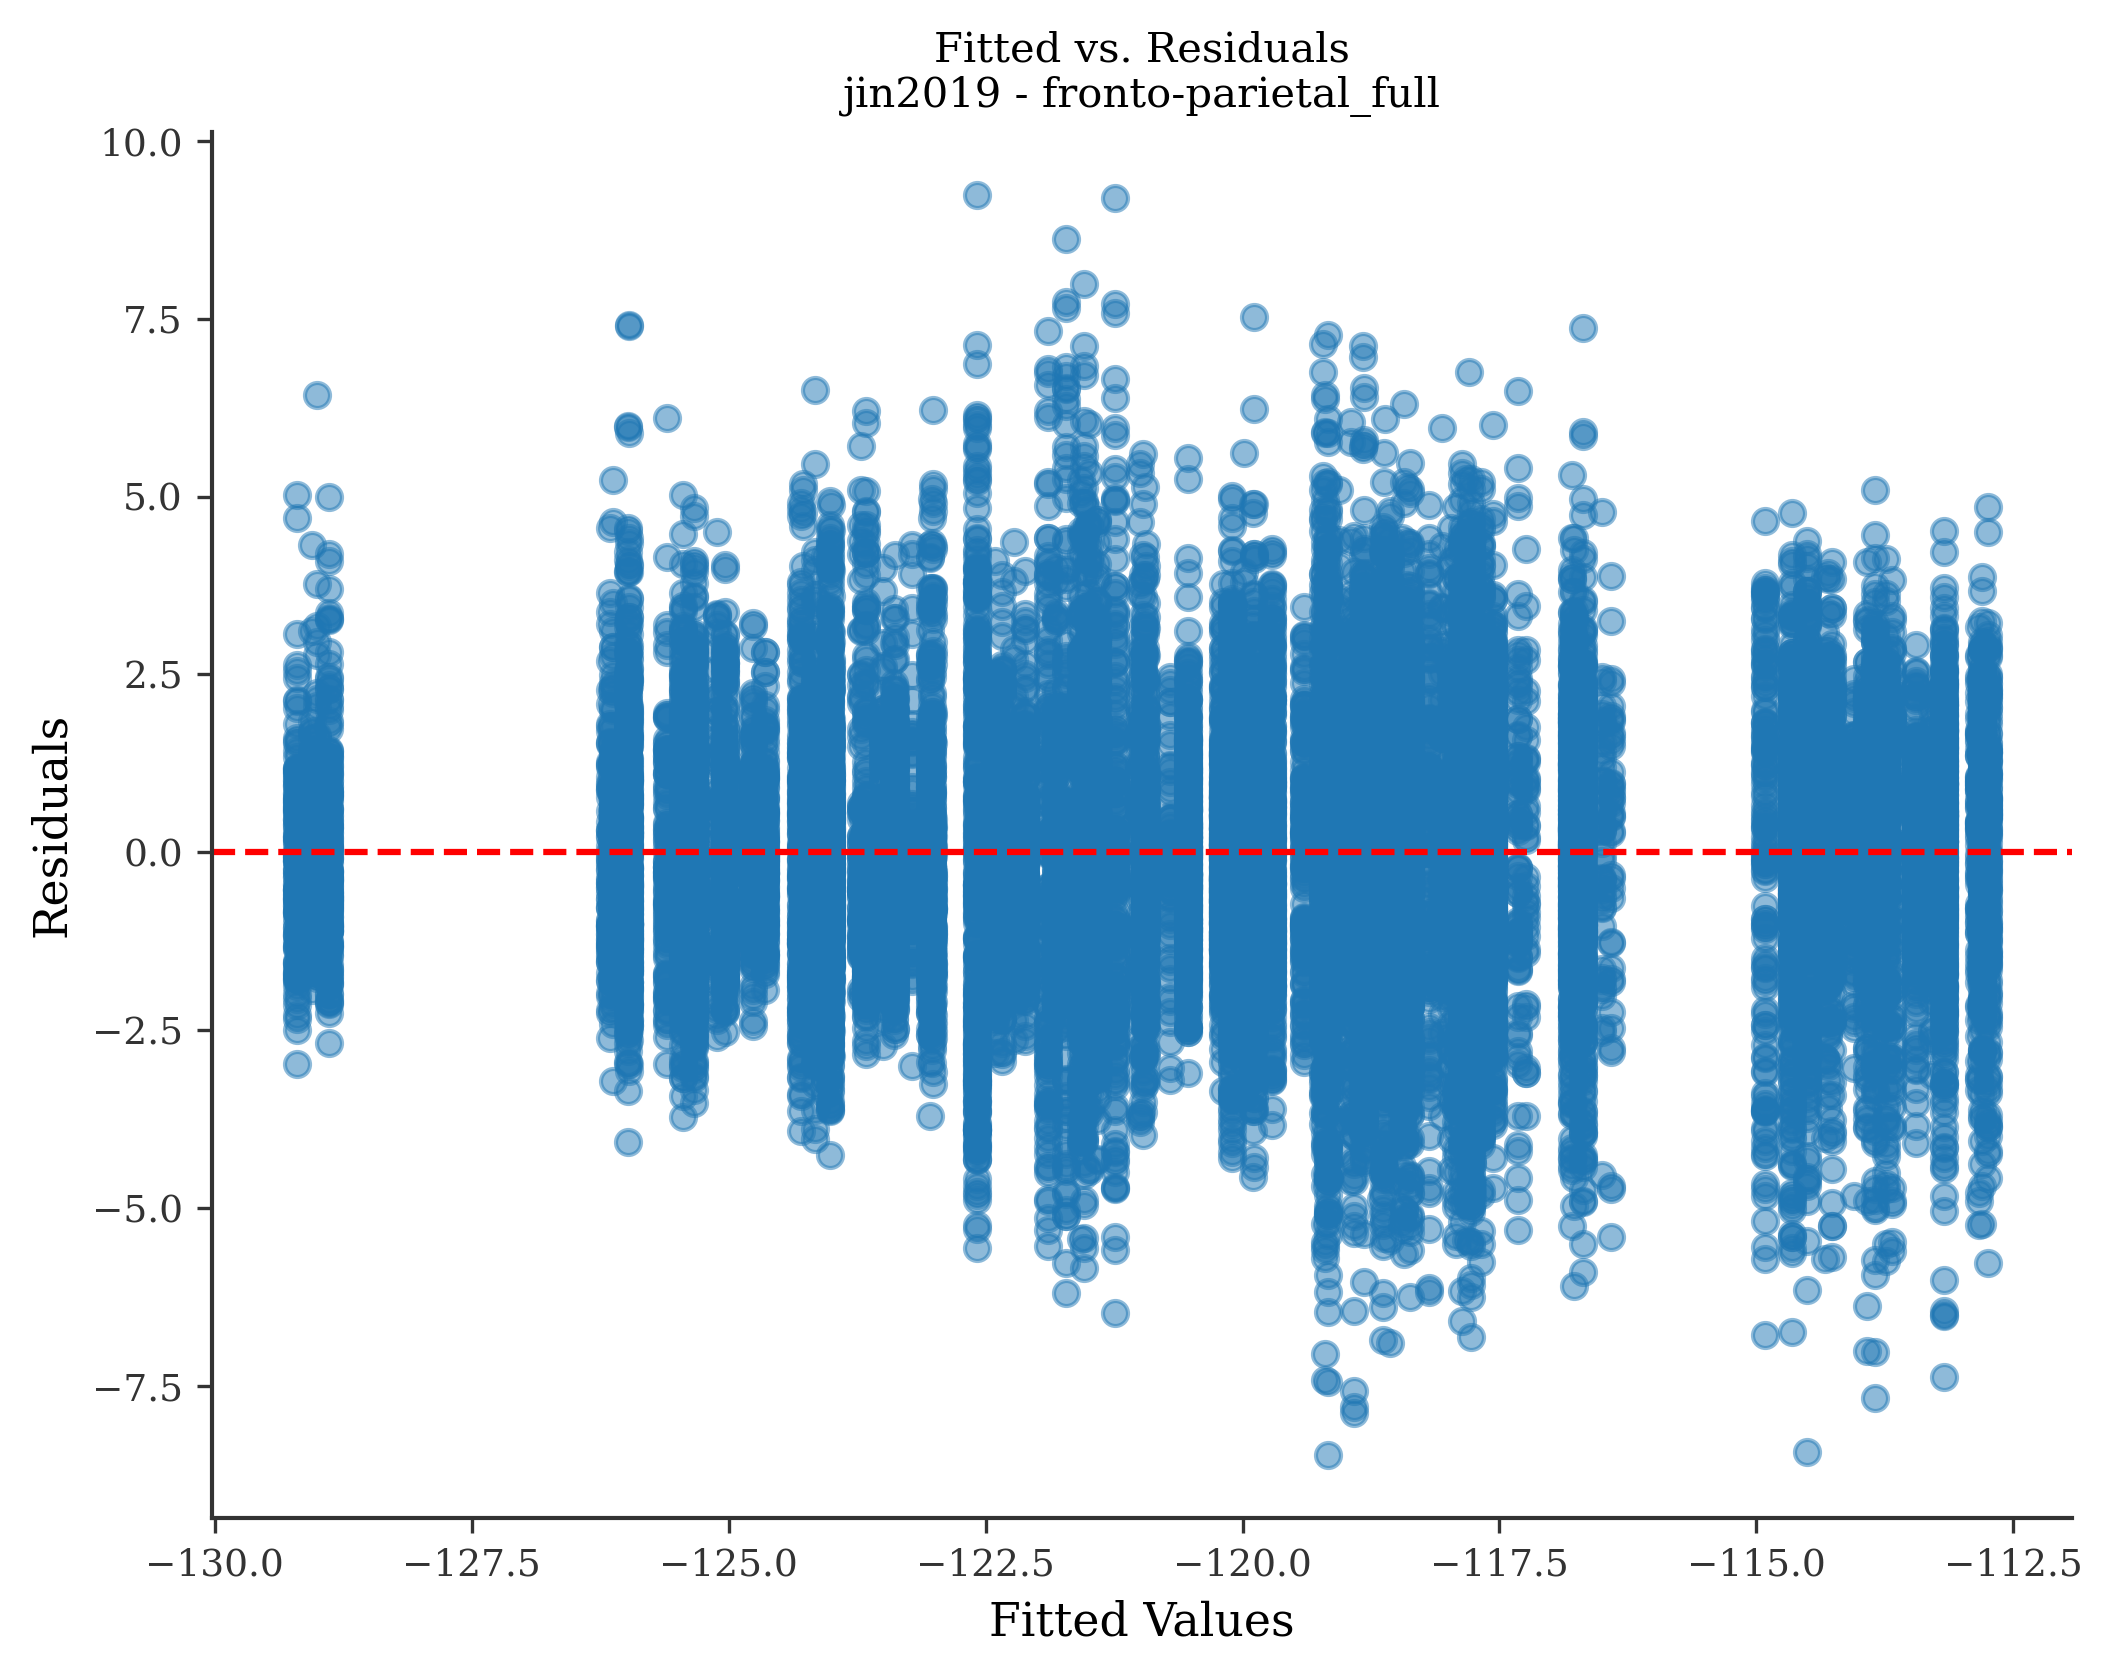 Fitted vs. Residuals
jin2019 - fronto-parietal_full
10.0
7.5
5.0
2.5
0.0
−2.5
−5.0
−7.5
Residuals
−130.0 −127.5 −125.0 −122.5 −120.0 −117.5 −115.0 −112.5
Fitted Values